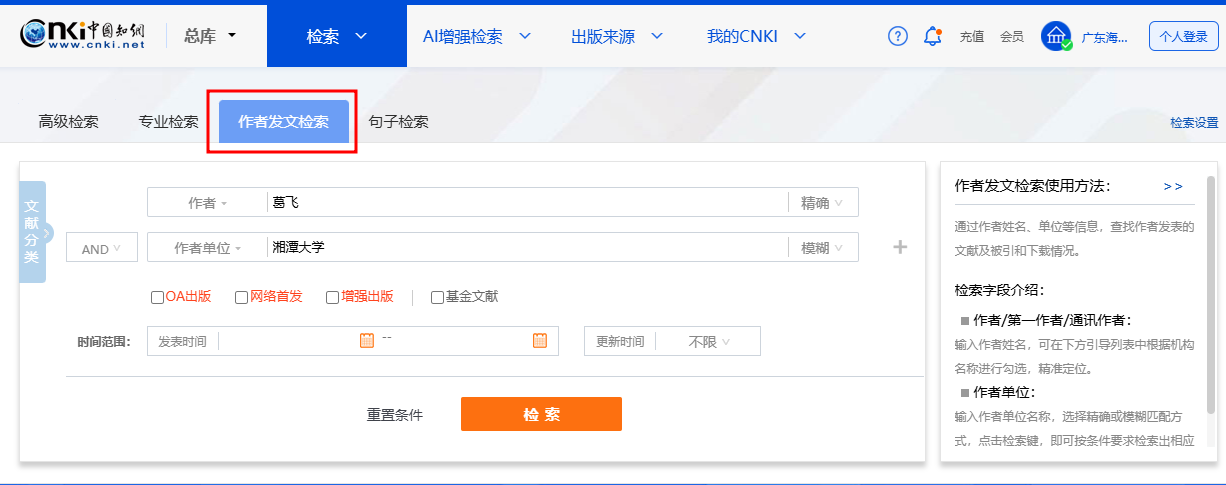 Cnki 中国知网
www.cnki.net
总库
检索
AI增强检索
出版来源
我的CNKI
?
充值
会员
广东海...
个人登录
高级检索
专业检索
作者发文检索
句子检索
检索设置
文献分类
作者
葛飞
精确
AND
作者单位
湘潭大学
模糊
+
OA出版
网络首发
增强出版
基金文献
时间范围：
发表时间
--
更新时间
不限
重置条件
检索
作者发文检索使用方法：
>>
通过作者姓名、单位等信息，查找作者发表的
文献及被引和下载情况。
检索字段介绍：
作者/第一作者/通讯作者：
输入作者姓名，可在下方引导列表中根据机构
名称进行勾选，精准定位。
作者单位：
输入作者单位名称，选择精确或模糊匹配方
式，点击检索键，即可按条件要求检索出相应